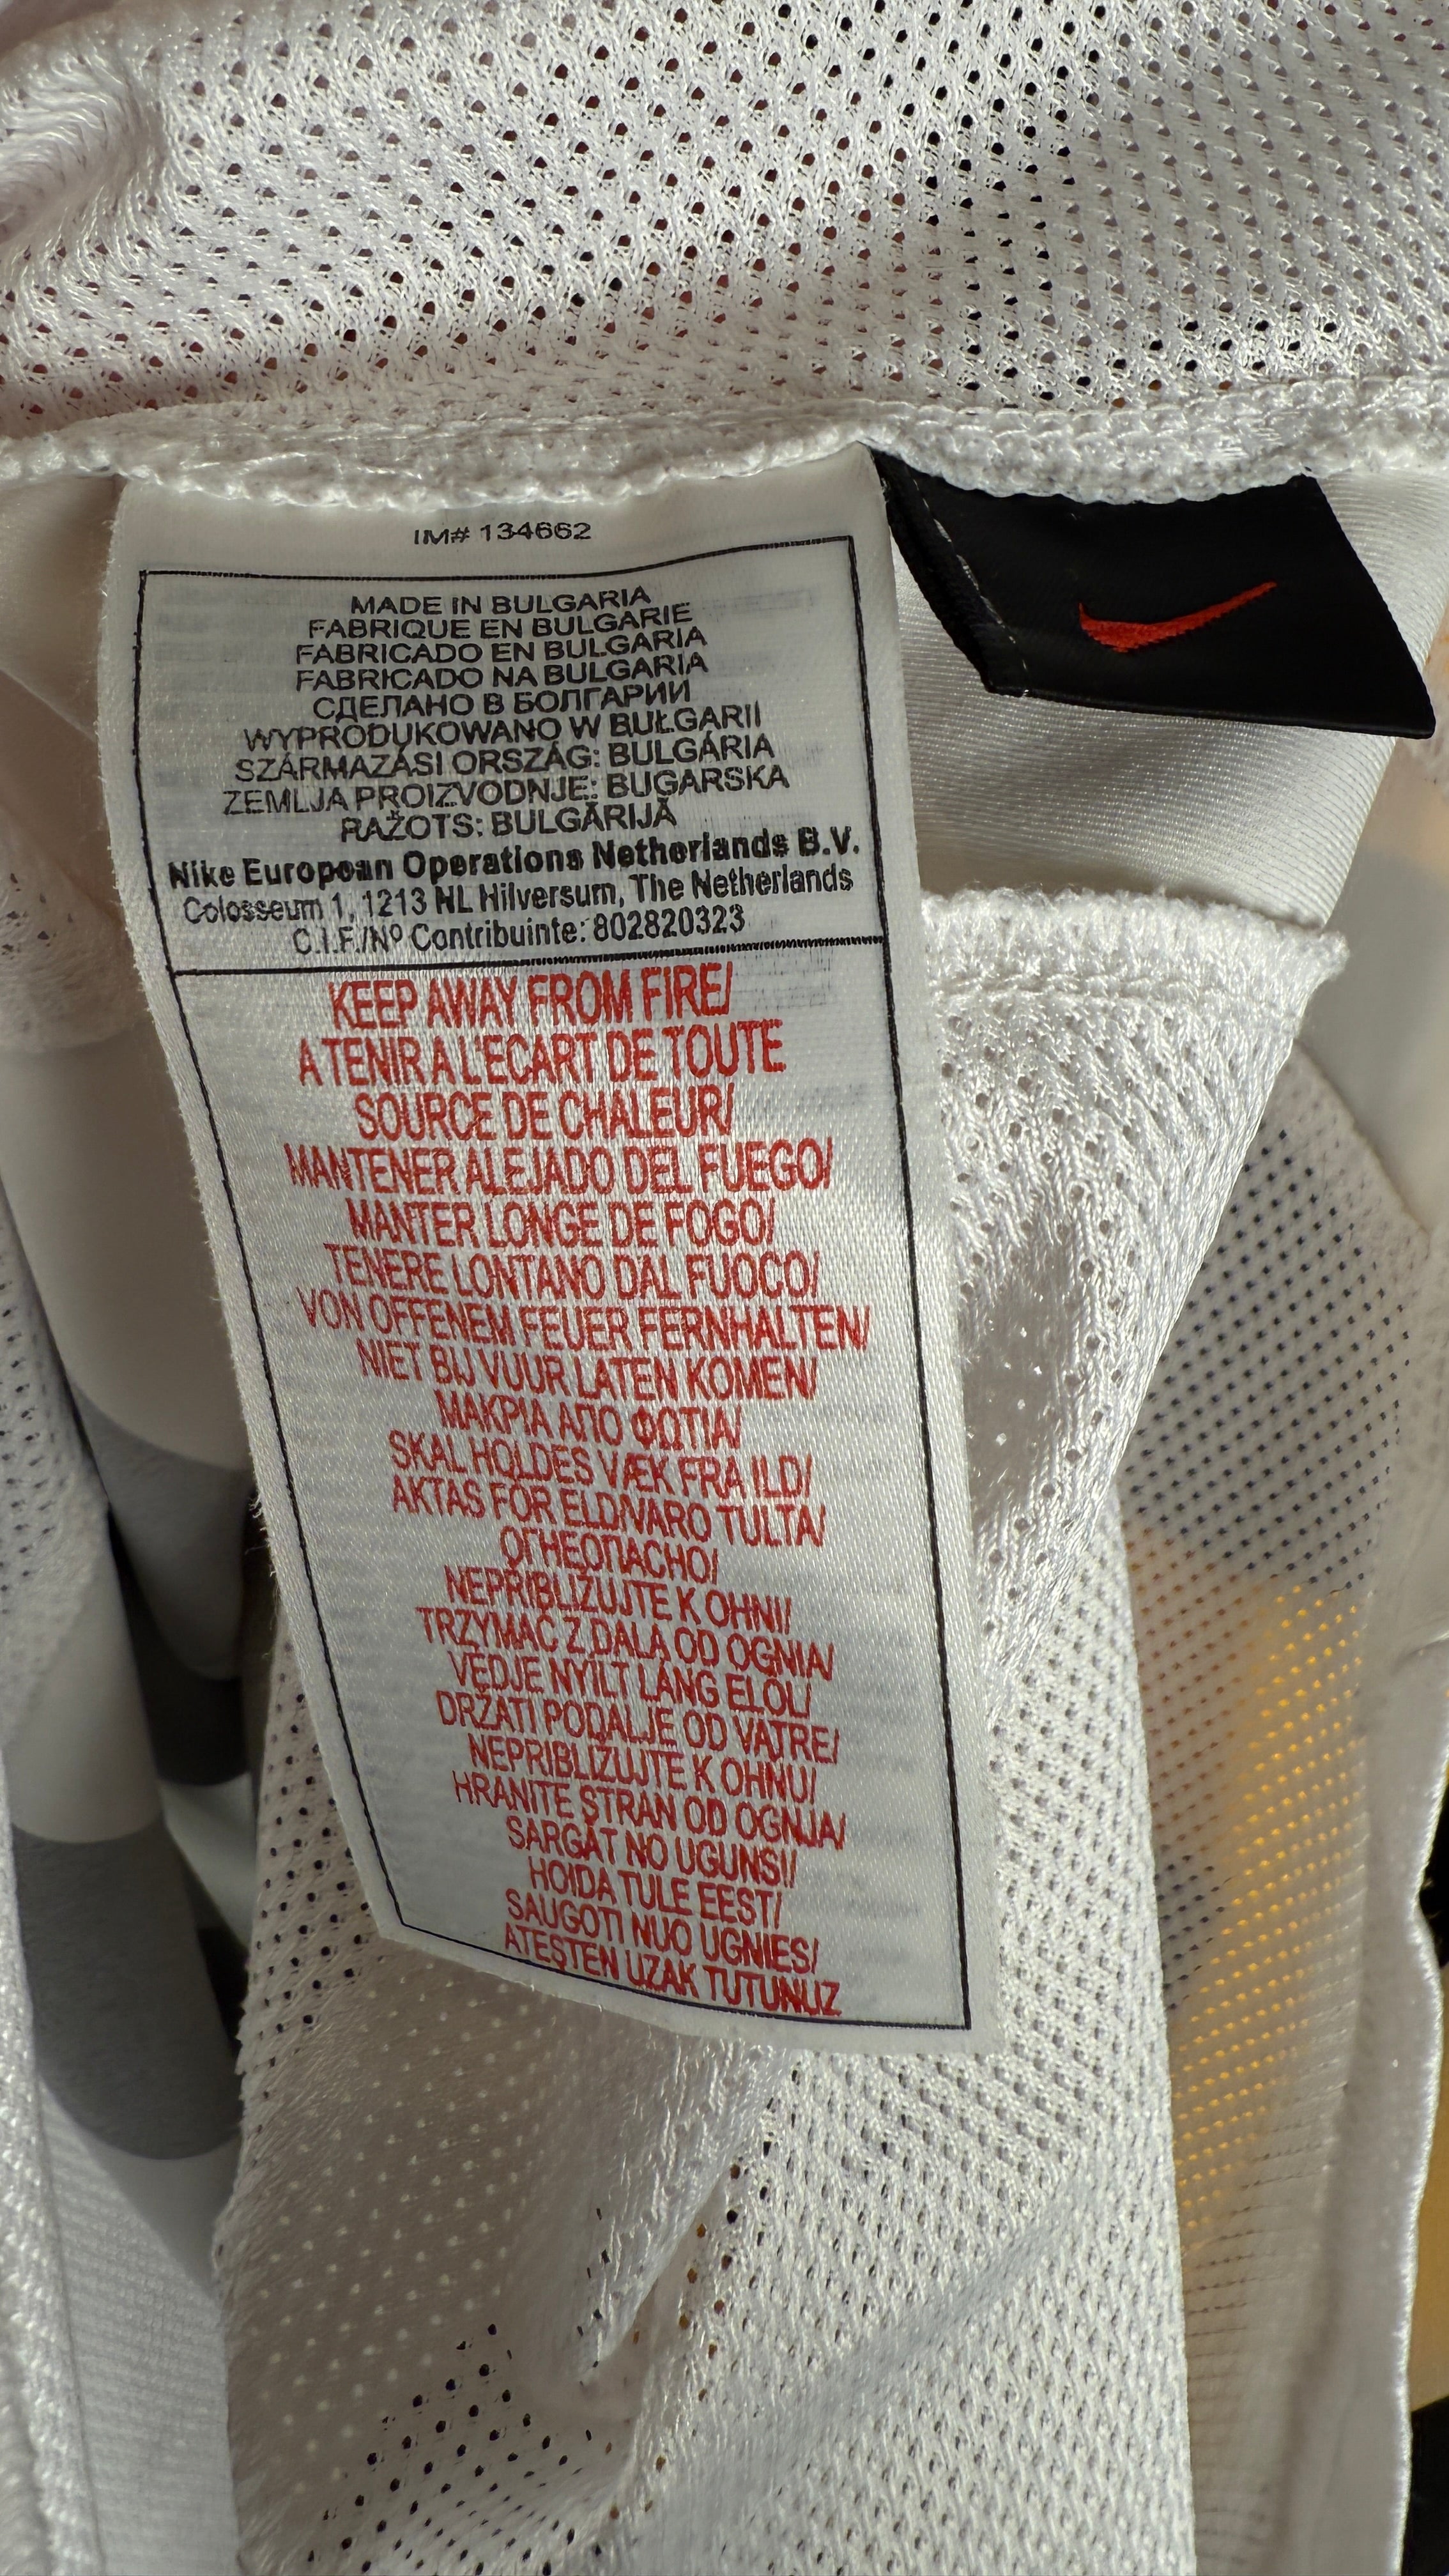 IM# 134662
MADE IN BULGARIA
FABRIQUE EN BULGARIE
FABRICADO EN BULGARIA
FABRICADO NA BULGARIA
СДЕЛАНО В БОЛГАРИИ
WYPRODUKOWANO W BUŁGARII
SZÁRMAZÁSI ORSZÁG: BULGÁRIA
ZEMLJA PROIZVODNJE: BUGARSKA
RAŽOTS: BULGĀRIJĀ
Nike European Operations Netherlands B.V.
Colosseum 1, 1213 NL Hilversum, The Netherlands
C.I.F./Nº Contribuinte: 802820323
KEEP AWAY FROM FIRE/
A TENIR A L'ECART DE TOUTE
SOURCE DE CHALEUR/
MANTENER ALEJADO DEL FUEGO/
MANTER LONGE DE FOGO/
TENERE LONTANO DAL FUOCO/
VON OFFENEM FEUER FERNHALTEN/
NIET BIJ VUUR LATEN KOMEN/
ΜΑΚΡΙΑ ΑΠΟ ΦΩΤΙΑ/
SKAL HOLDES VÆK FRA ILD/
AKTAS FÖR ELD/VARO TULTA/
ОГНЕОПАСНО/
NEPŘIBLIŽUJTE K OHNI/
TRZYMAĆ Z DALA OD OGNIA/
VÉDJE NYÍLT LÁNG ELŐL/
DRŽATI PODALJE OD VATRE/
NEPRIBLIŽUJTE K OHŇU/
HRANITE STRAN OD OGNJA/
SARGĀT NO UGUNS!/
HOIDA TULE EEST/
SAUGOTI NUO UGNIES/
ATEŞTEN UZAK TUTUNUZ